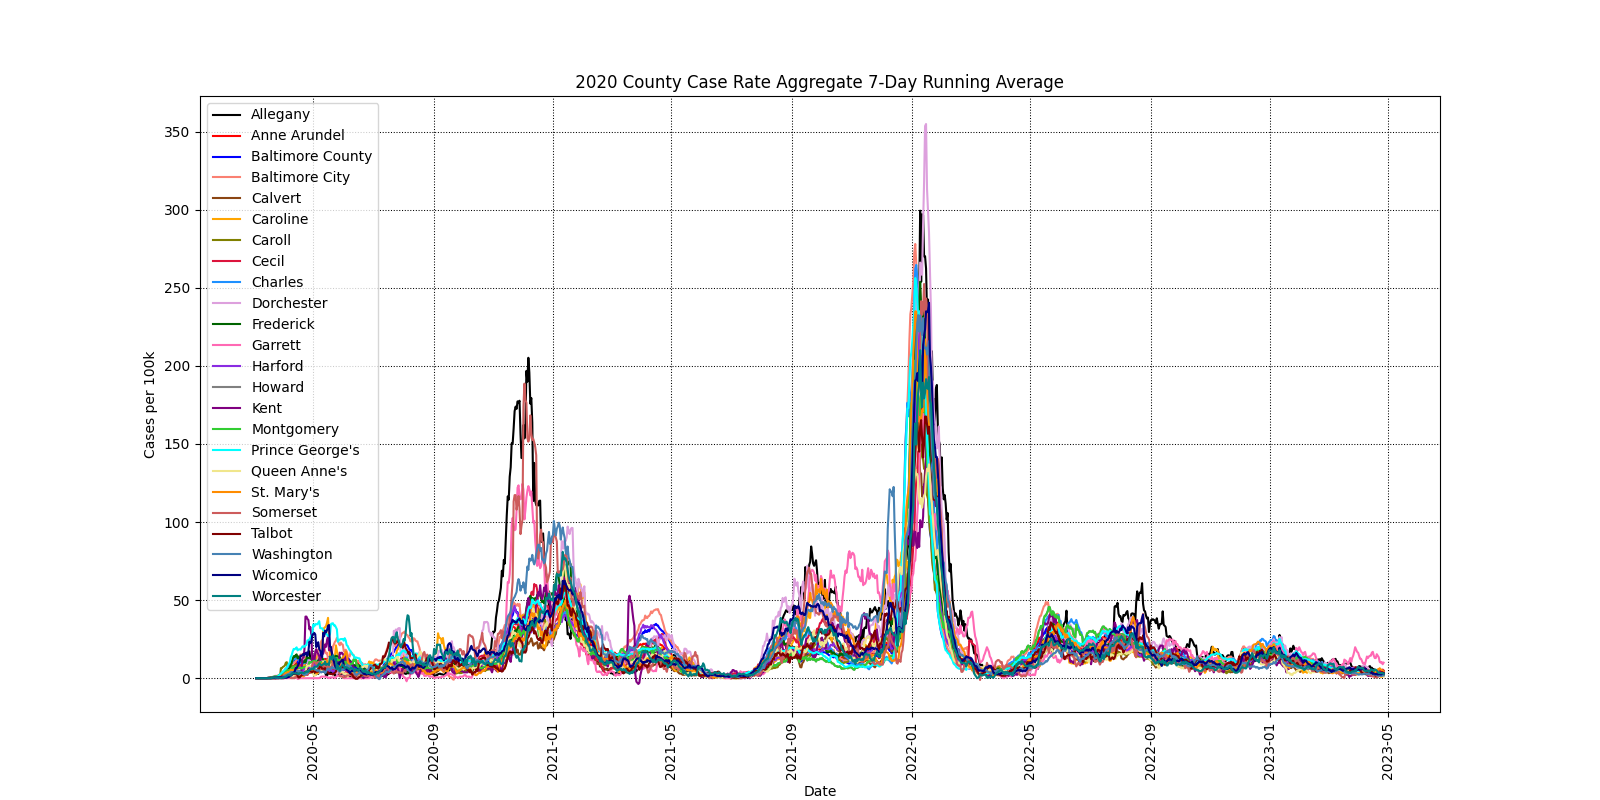 2020 County Case Rate Aggregate 7-Day Running Average
Cases per 100k
350
300
250
200
150
100
50
0
Allegany
Anne Arundel
Baltimore County
Baltimore City
Calvert
Caroline
Caroll
Cecil
Charles
Dorchester
Frederick
Garrett
Harford
Howard
Kent
Montgomery
Prince George's
Queen Anne's
St. Mary's
Somerset
Talbot
Washington
Wicomico
Worcester
2020-05
2020-09
2021-01
2021-05
2021-09
2022-01
2022-05
2022-09
2023-01
2023-05
Date